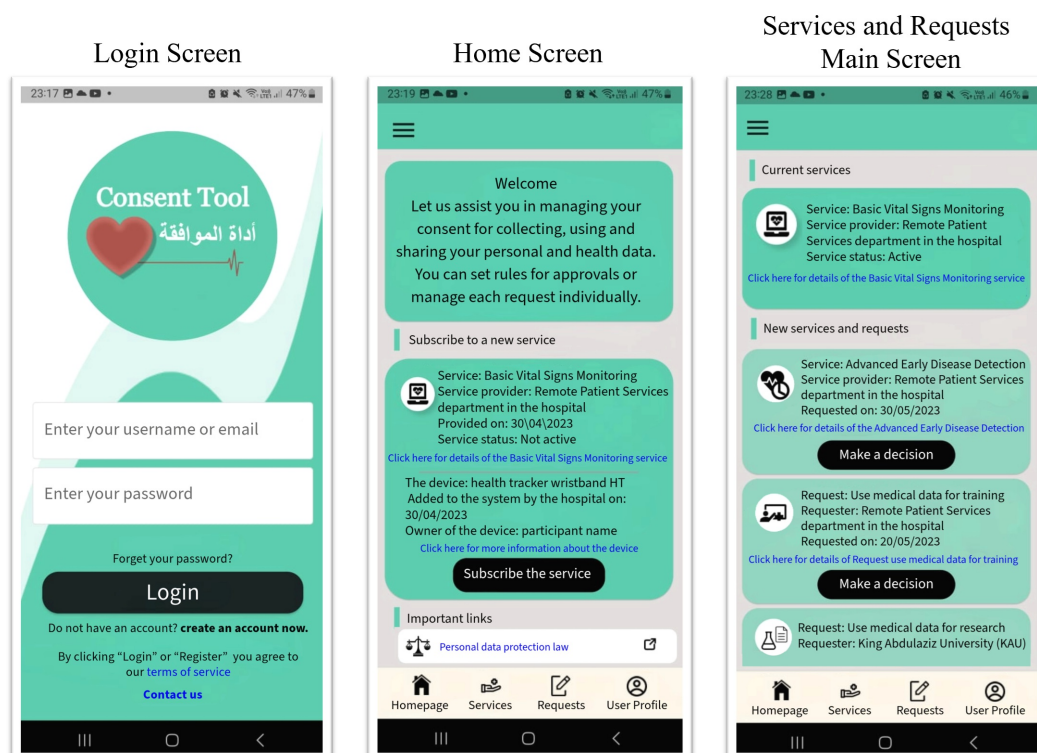 Login Screen
23:17
47%
Consent Tool
أداة الموافقة
Enter your username or email
Enter your password
Forget your password?
Login
Do not have an account? create an account now.
By clicking “Login” or “Register” you agree to
our terms of service
Contact us
Home Screen
23:19
47%
Welcome
Let us assist you in managing your
consent for collecting, using and
sharing your personal and health data.
You can set rules for approvals or
manage each request individually.
Subscribe to a new service
Service: Basic Vital Signs Monitoring
Service provider: Remote Patient Services
department in the hospital
Provided on: 30\04\2023
Service status: Not active
Click here for details of the Basic Vital Signs Monitoring service
The device: health tracker wristband HT
Added to the system by the hospital on:
30/04/2023
Owner of the device: participant name
Click here for more information about the device
Subscribe the service
Important links
Personal data protection law
Homepage Services Requests User Profile
Services and Requests
Main Screen
23:28
46%
Current services
Service: Basic Vital Signs Monitoring
Service provider: Remote Patient
Services department in the hospital
Service status: Active
Click here for details of the Basic Vital Signs Monitoring service
New services and requests
Service: Advanced Early Disease Detection
Service provider: Remote Patient Services
department in the hospital
Requested on: 30/05/2023
Click here for details of the Advanced Early Disease Detection
Make a decision
Request: Use medical data for training
Requester: Remote Patient Services
department in the hospital
Requested on: 20/05/2023
Click here for details of Request use medical data for training
Make a decision
Request: Use medical data for research
Requester: King Abdulaziz University (KAU)
Homepage Services Requests User Profile